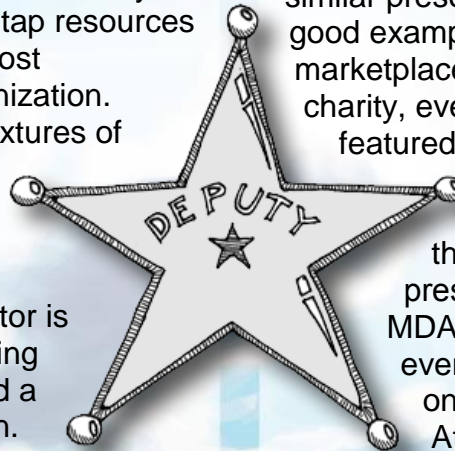 tap resources
ost
nization.
xtures of
tor is
ing
d a
n.
DEPUTY
similar prese
good examp
marketplace
charity, eve
featured
th
pres
MDA
even
on